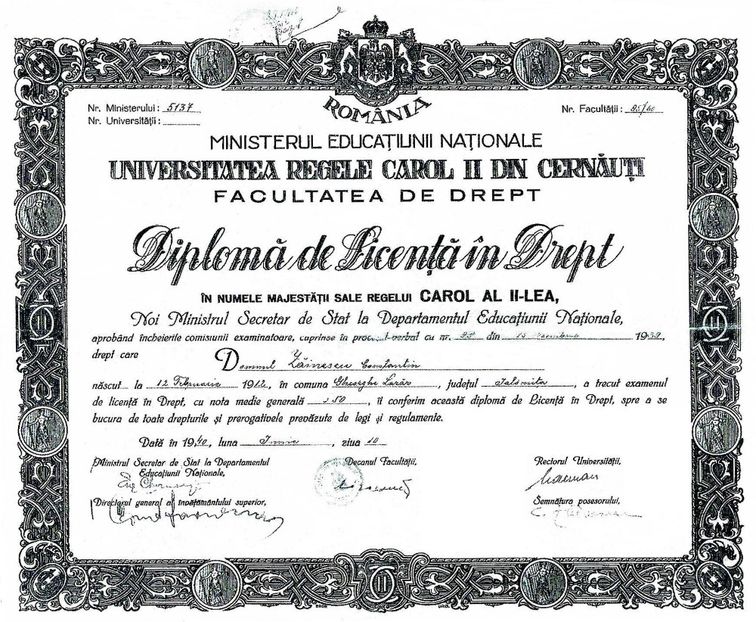 ROMÂNIA
Nr. Ministerului: 5137
Nr. Facultății: 85/40
Nr. Universității:
MINISTERUL EDUCAȚIUNII NAȚIONALE
UNIVERSITATEA REGELE CAROL II DIN CERNĂUȚI
FACULTATEA DE DREPT
Diplomă de Licență în Drept
ÎN NUMELE MAJESTĂȚII SALE REGELUI CAROL AL II-LEA,
Noi Ministrul Secretar de Stat la Departamentul Educațiunii Naționale,
aprobând încheierile comisiunii examinatoare, cuprinse în procesul-verbal cu nr. din 19
drept care Domnul Zăinescu Constantin
născut la 12 Februarie 1912, în comuna Gheorghe Lazăr, județul Ialomița, a trecut examenul
de licență în Drept, cu nota medie generală îi conferim această diplomă de Licență în Drept, spre a se
bucura de toate drepturile și prerogativele prevăzute de legi și regulamente.
Dată în 1940, luna Iunie, ziua 10
Ministrul Secretar de Stat la Departamentul
Educațiunii Naționale,
Decanul Facultății,
Rectorul Universității,
Directorul general al învățământului superior,
Semnătura posesorului,